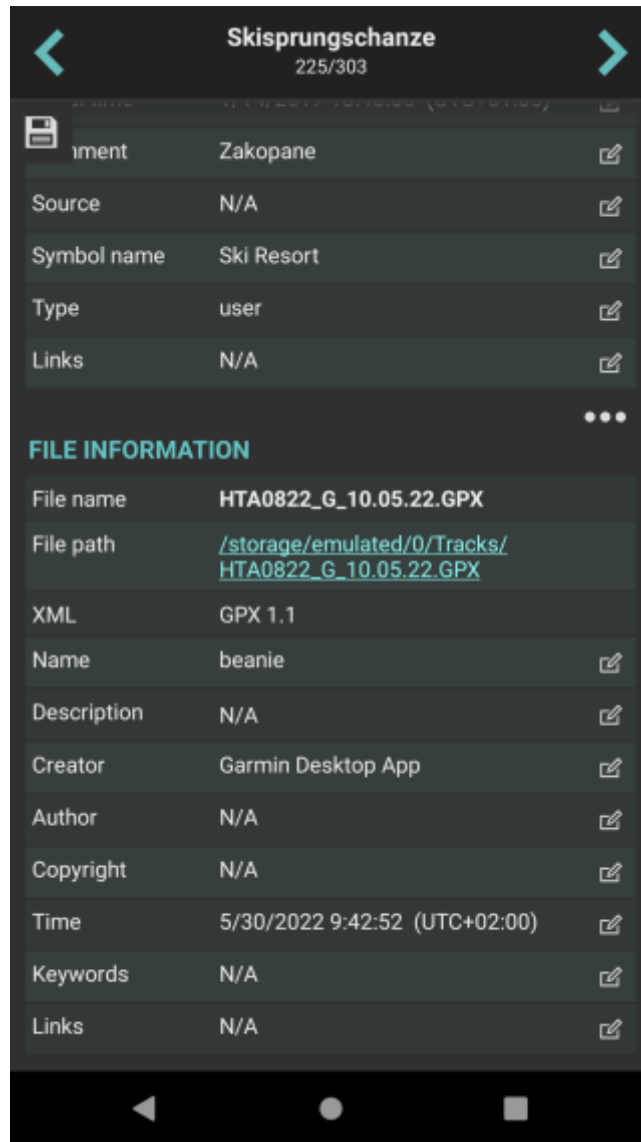 Skisprungschanze
225/303
nment Zakopane
Source N/A
Symbol name Ski Resort
Type user
Links N/A
FILE INFORMATION
File name HTA0822_G_10.05.22.GPX
File path /storage/emulated/0/Tracks/
HTA0822_G_10.05.22.GPX
XML GPX 1.1
Name beanie
Description N/A
Creator Garmin Desktop App
Author N/A
Copyright N/A
Time 5/30/2022 9:42:52 (UTC+02:00)
Keywords N/A
Links N/A